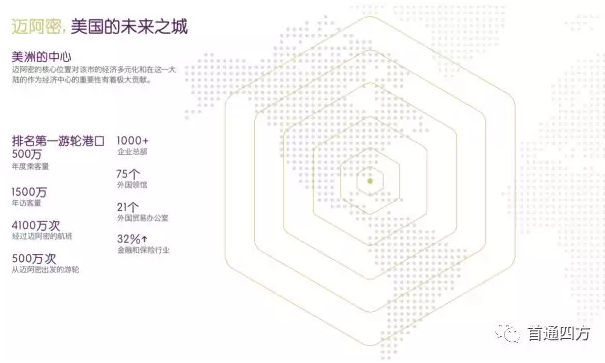 迈阿密, 美国的未来之城
美洲的中心
迈阿密的核心位置对该市的经济多元化和在这一大
陆的作为经济中心的重要性有着极大贡献。
排名第一游轮港口
500万
年度乘客量
1500万
年访客量
4100万次
经过迈阿密的航班
500万次
从迈阿密出发的游轮
1000+
企业总部
75个
外国领馆
21个
外国贸易办公室
32%↑
金融和保险行业
首通四方